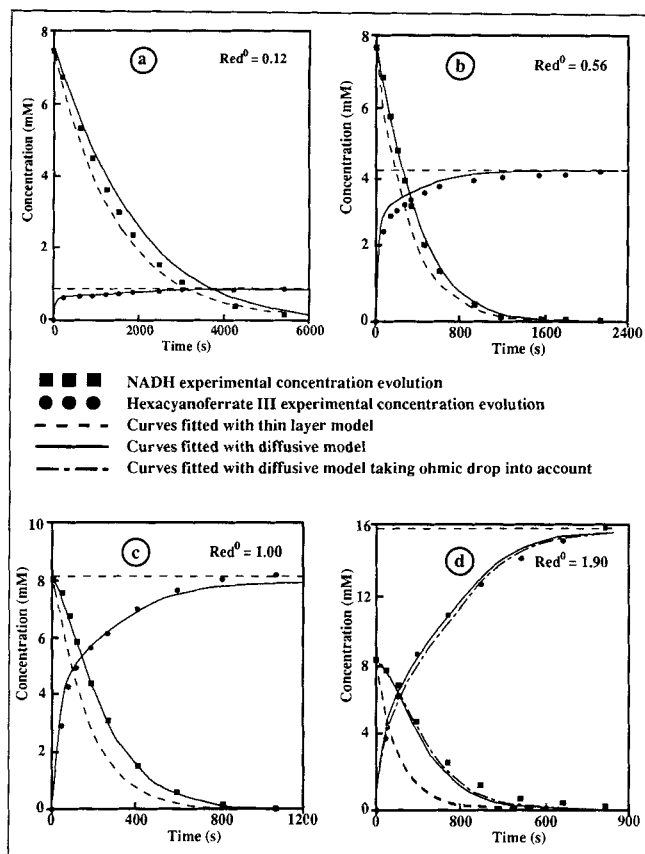 8
6
4
2
0
Concentration (mM)
a
Red⁰ = 0.12
0 2000 4000 6000
Time (s)
8
6
4
2
0
Concentration (mM)
b
Red⁰ = 0.56
0 800 1600 2400
Time (s)
NADH experimental concentration evolution
Hexacyanoferrate III experimental concentration evolution
Curves fitted with thin layer model
Curves fitted with diffusive model
Curves fitted with diffusive model taking ohmic drop into account
10
8
6
4
2
0
Concentration (mM)
c
Red⁰ = 1.00
0 400 800 1200
Time (s)
16
12
8
4
0
Concentration (mM)
d
Red⁰ = 1.90
0 300 600 900
Time (s)